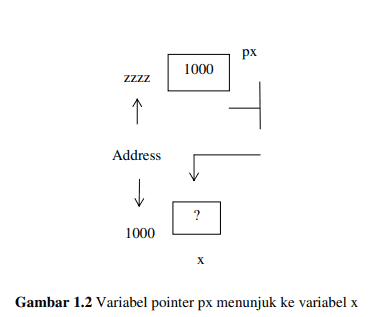 px
1000
zzzz
Address
?
1000
x
Gambar 1.2 Variabel pointer px menunjuk ke variabel x